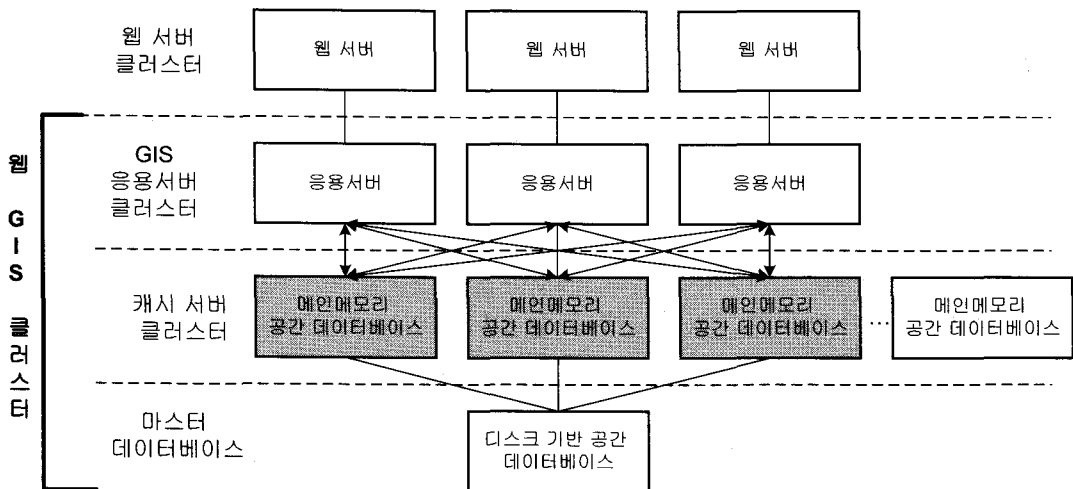 웹 서버
클러스터
웹 서버
웹 서버
웹 서버
웹 GIS 클러스터
GIS
응용서버
클러스터
응용서버
응용서버
응용서버
캐시 서버
클러스터
메인메모리
공간 데이터베이스
메인메모리
공간 데이터베이스
메인메모리
공간 데이터베이스
...
메인메모리
공간 데이터베이스
마스터
데이터베이스
디스크 기반 공간
데이터베이스